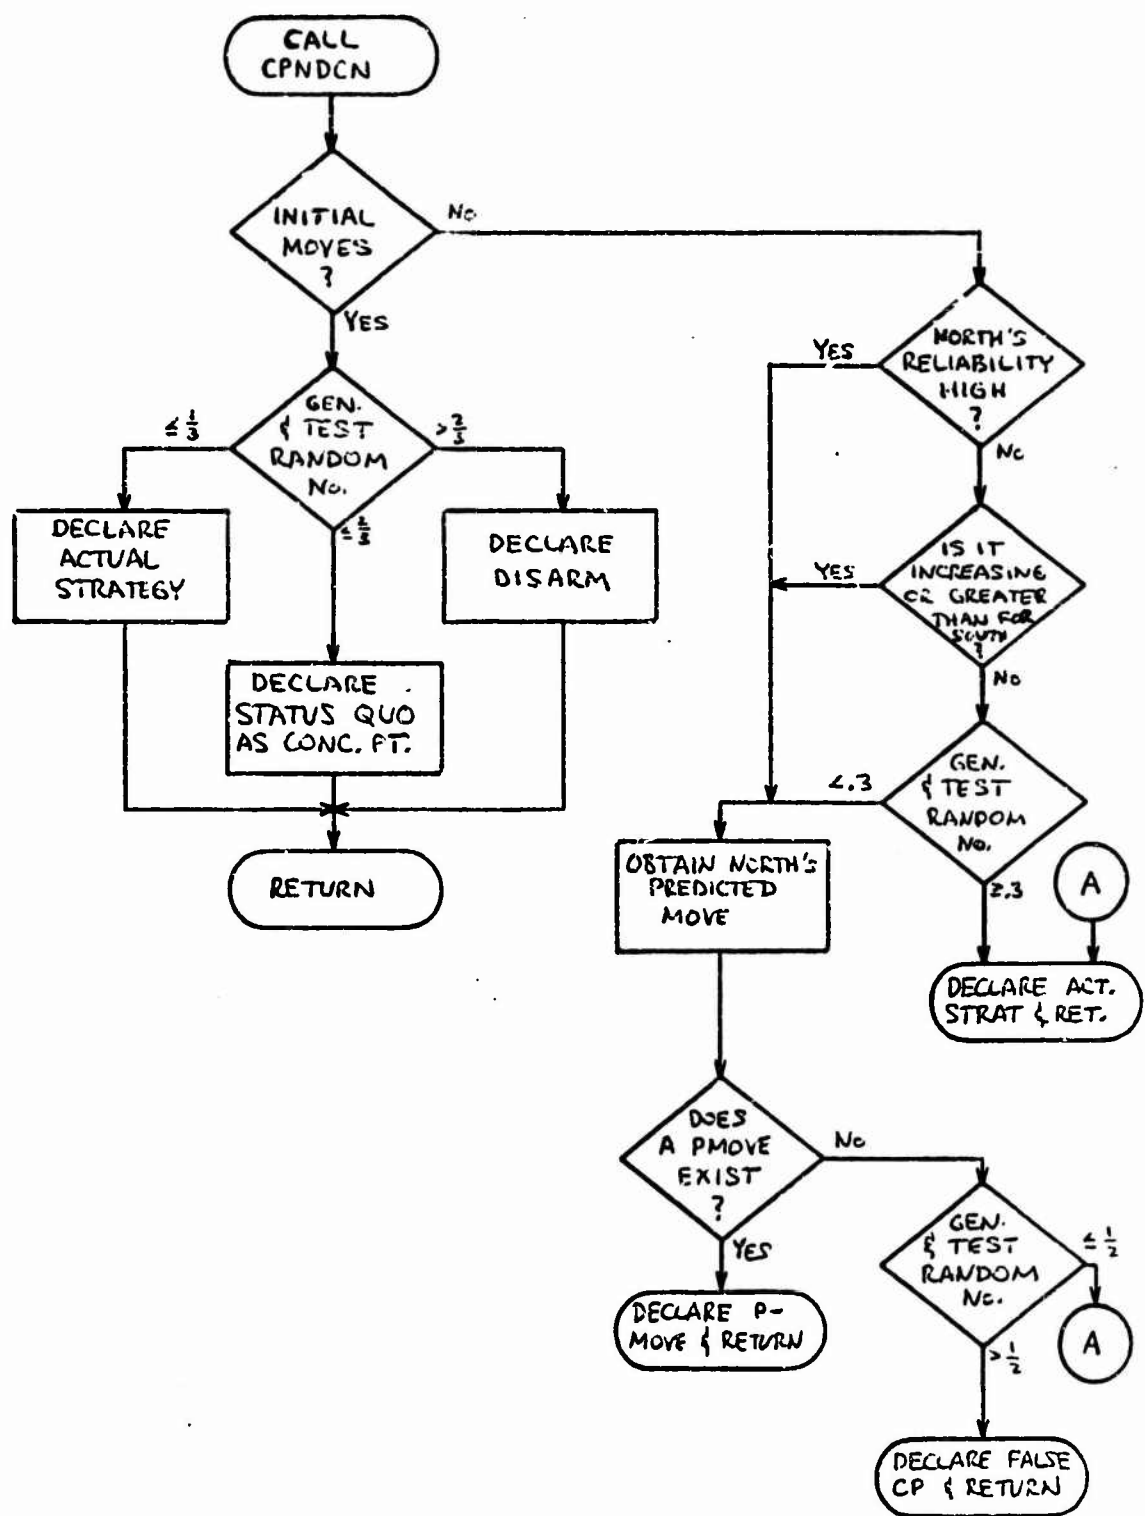 CALL
CPNDCN
INITIAL
MOVES
?
No
YES
NORTH'S
RELIABILITY
HIGH
?
YES
No
GEN.
& TEST
RANDOM
No.
≤ 1/3
> 2/3
≤ 2/3
DECLARE
ACTUAL
STRATEGY
DECLARE
DISARM
DECLARE
STATUS QUO
AS CONC. PT.
RETURN
IS IT
INCREASING
OR GREATER
THAN FOR
SOUTH
?
YES
No
GEN.
& TEST
RANDOM
No.
<.3
≥.3
A
OBTAIN NORTH'S
PREDICTED
MOVE
DECLARE ACT.
STRAT & RET.
DOES
A PMOVE
EXIST
?
No
YES
DECLARE P-
MOVE & RETURN
GEN.
& TEST
RANDOM
No.
≤ 1/2
A
> 1/2
DECLARE FALSE
CP & RETURN